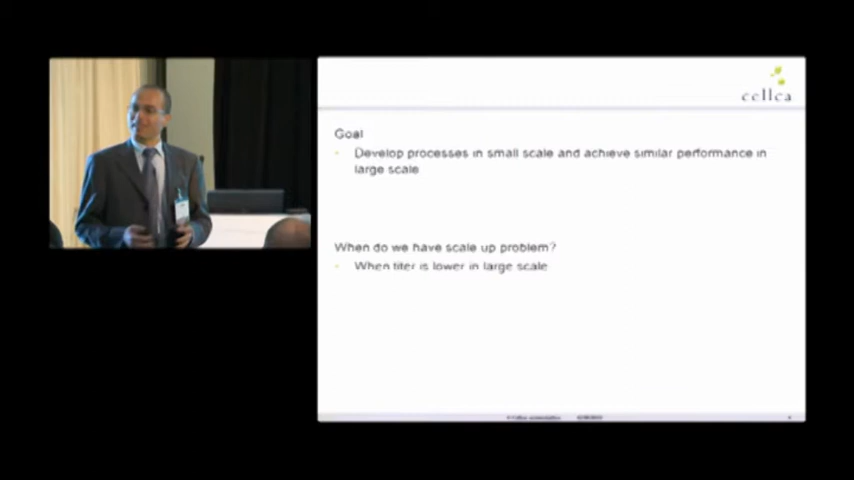 cellca
Goal
Develop processes in small scale and achieve similar performance in
large scale
When do we have scale up problem?
When titer is lower in large scale